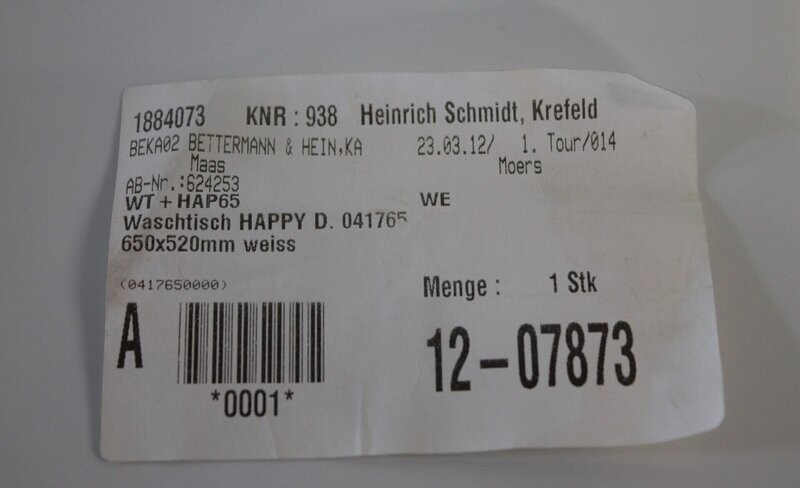 1884073 KNR : 938 Heinrich Schmidt, Krefeld
BEKA02 BETTERMANN & HEIN,KA 23.03.12/ 1. Tour/014
Maas Moers
AB-Nr.:624253
WT + HAP65 WE
Waschtisch HAPPY D. 041765
650x520mm weiss
(0417650000) Menge : 1 Stk
A 12-07873
*0001*